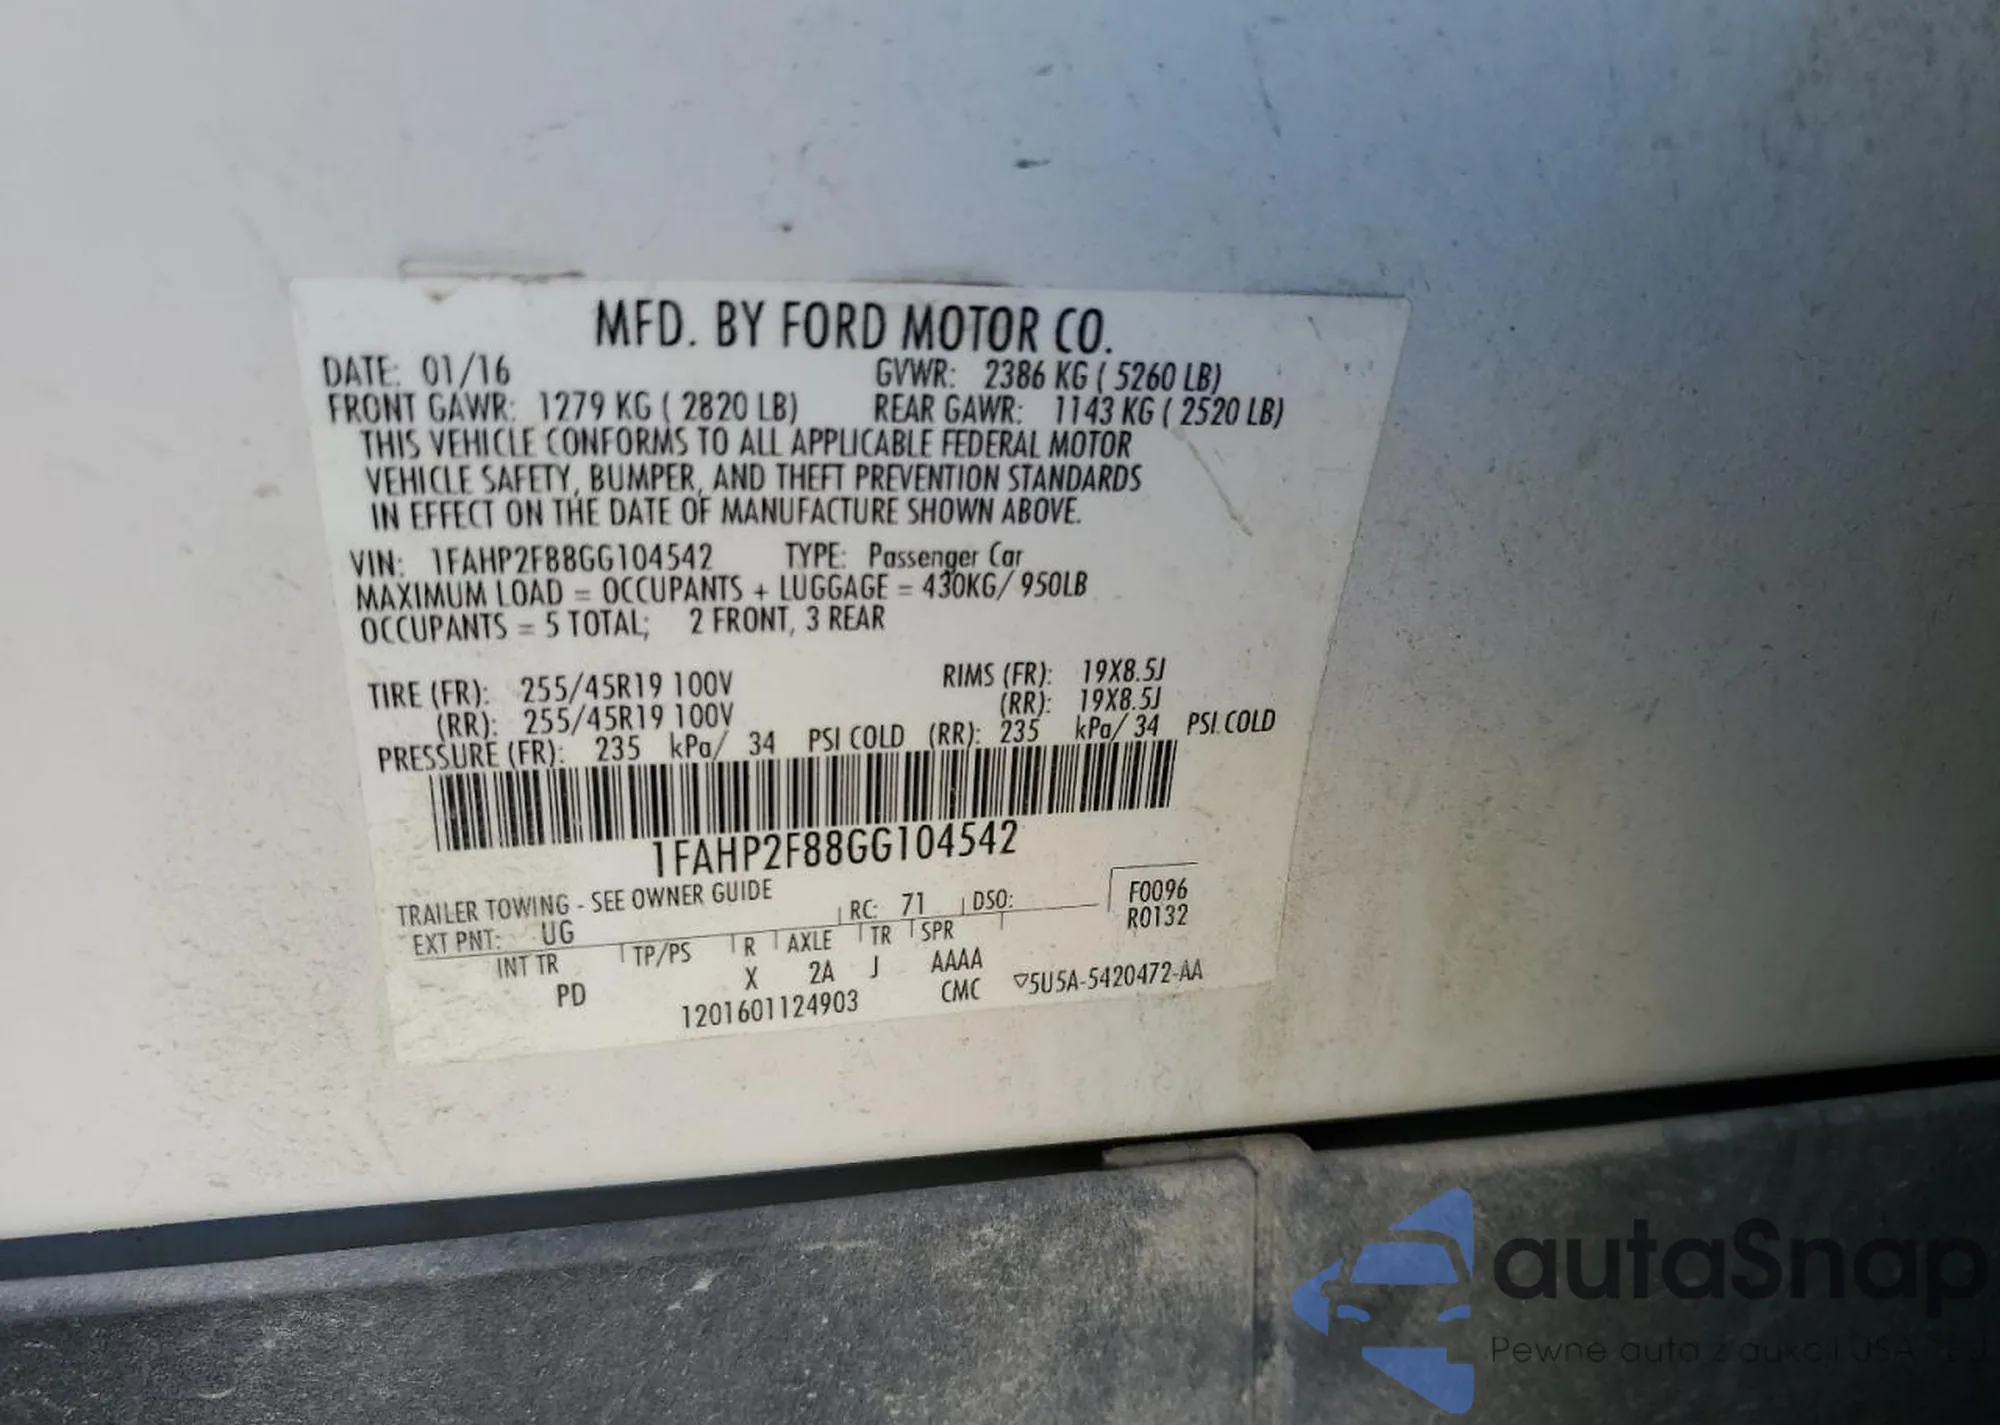 MFD. BY FORD MOTOR CO.
DATE: 01/16 GVWR: 2386 KG ( 5260 LB)
FRONT GAWR: 1279 KG ( 2820 LB) REAR GAWR: 1143 KG ( 2520 LB)
THIS VEHICLE CONFORMS TO ALL APPLICABLE FEDERAL MOTOR
VEHICLE SAFETY, BUMPER, AND THEFT PREVENTION STANDARDS
IN EFFECT ON THE DATE OF MANUFACTURE SHOWN ABOVE.
VIN: 1FAHP2F88GG104542 TYPE: Passenger Car
MAXIMUM LOAD = OCCUPANTS + LUGGAGE = 430KG/ 950LB
OCCUPANTS = 5 TOTAL; 2 FRONT, 3 REAR
TIRE (FR): 255/45R19 100V RIMS (FR): 19X8.5J
(RR): 255/45R19 100V (RR): 19X8.5J
PRESSURE (FR): 235 kPa/ 34 PSI COLD (RR): 235 kPa/ 34 PSI COLD
1FAHP2F88GG104542
TRAILER TOWING - SEE OWNER GUIDE
EXT PNT: UG RC: 71 DSO: F0096
R0132
INT TR TP/PS R AXLE TR SPR
PD X 2A J AAAA
1201601124903 CMC ▽5U5A-5420472-AA
autaSnap
Pewne auta z aukcji USA